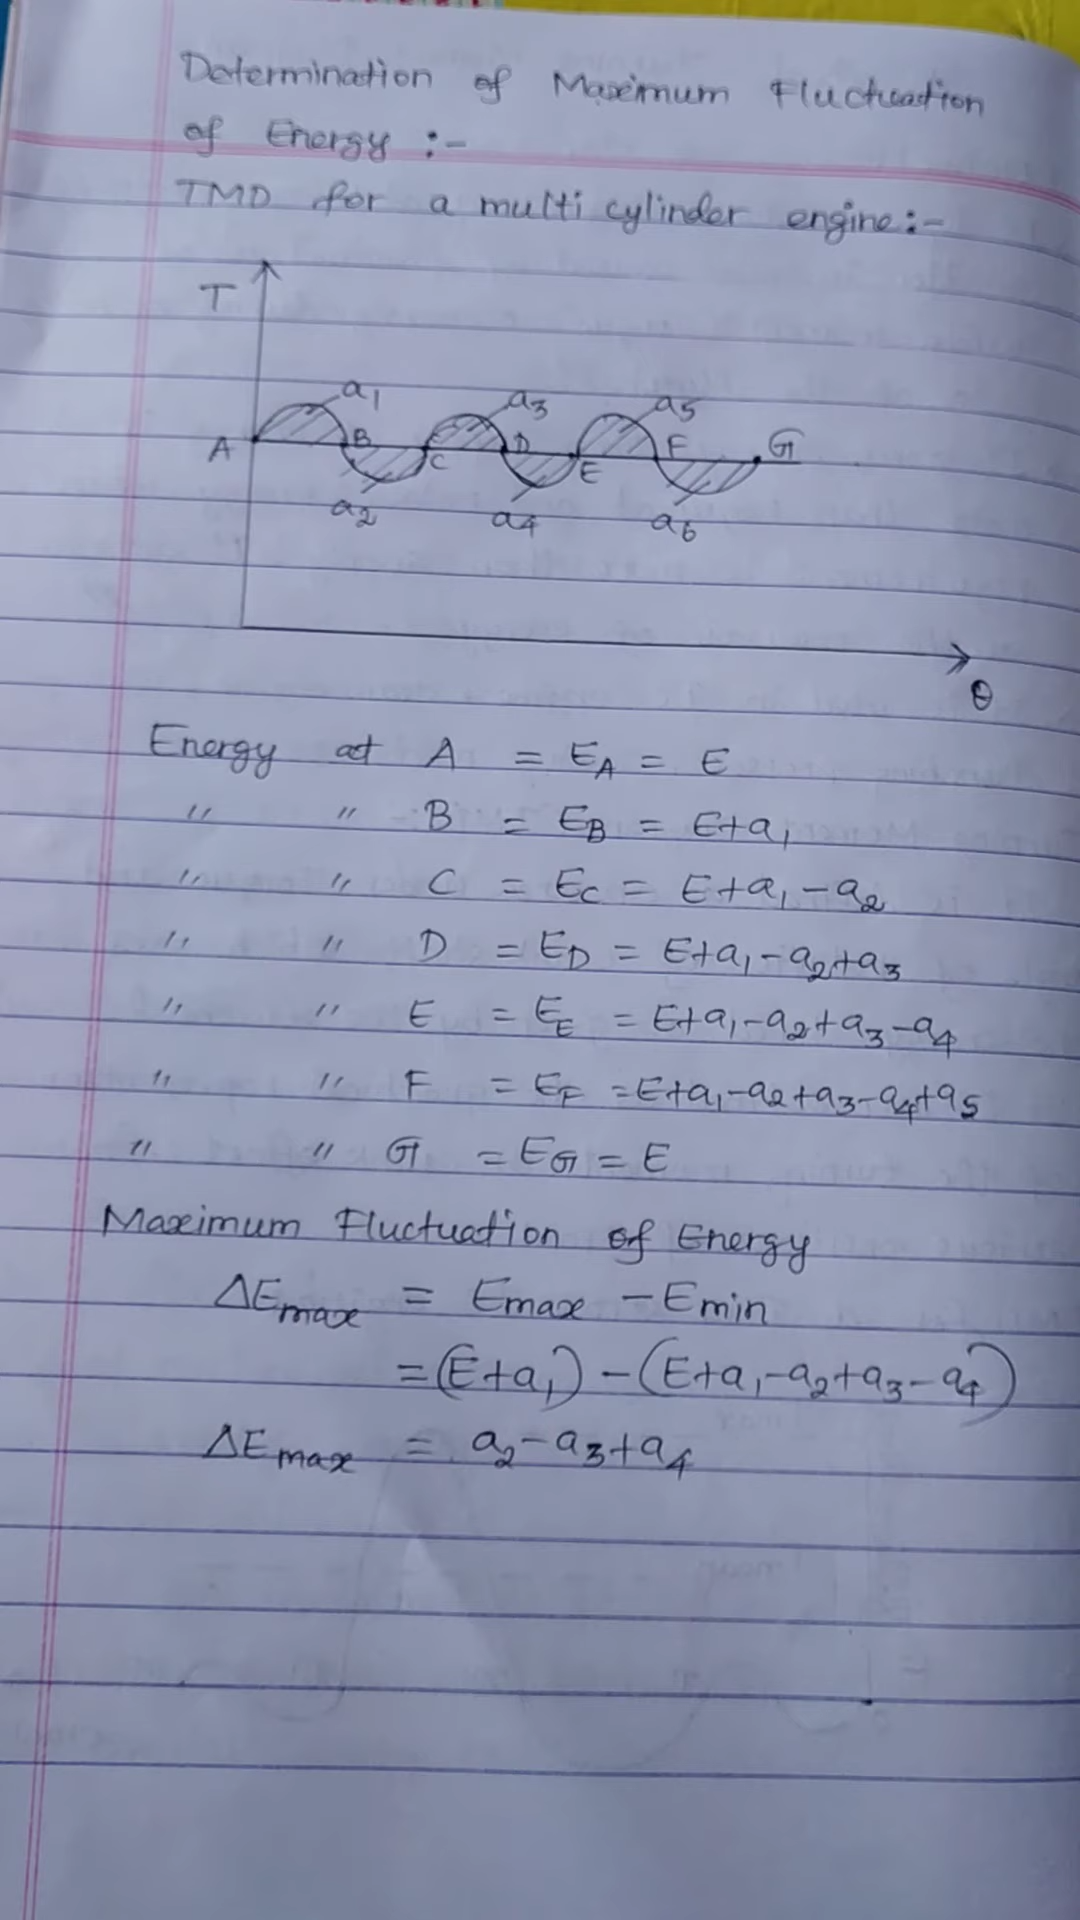 Determination of Maximum Fluctuation
of Energy :-
TMD for a multi cylinder engine:-
T
a1 a3 a5
A B C D E F G
a2 a4 a6
θ
Energy at A = EA = E
" " B = EB = E+a1
" " C = EC = E+a1-a2
" " D = ED = E+a1-a2+a3
" " E = EE = E+a1-a2+a3-a4
" " F = EF = E+a1-a2+a3-a4+a5
" " G = EG = E
Maximum Fluctuation of Energy
ΔEmax = Emax - Emin
= (E+a1) - (E+a1-a2+a3-a4)
ΔEmax = a2-a3+a4